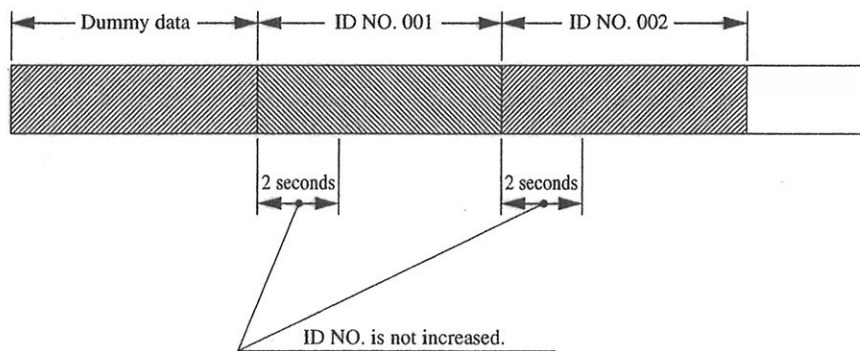 Dummy data ID NO. 001 ID NO. 002
2 seconds 2 seconds
ID NO. is not increased.